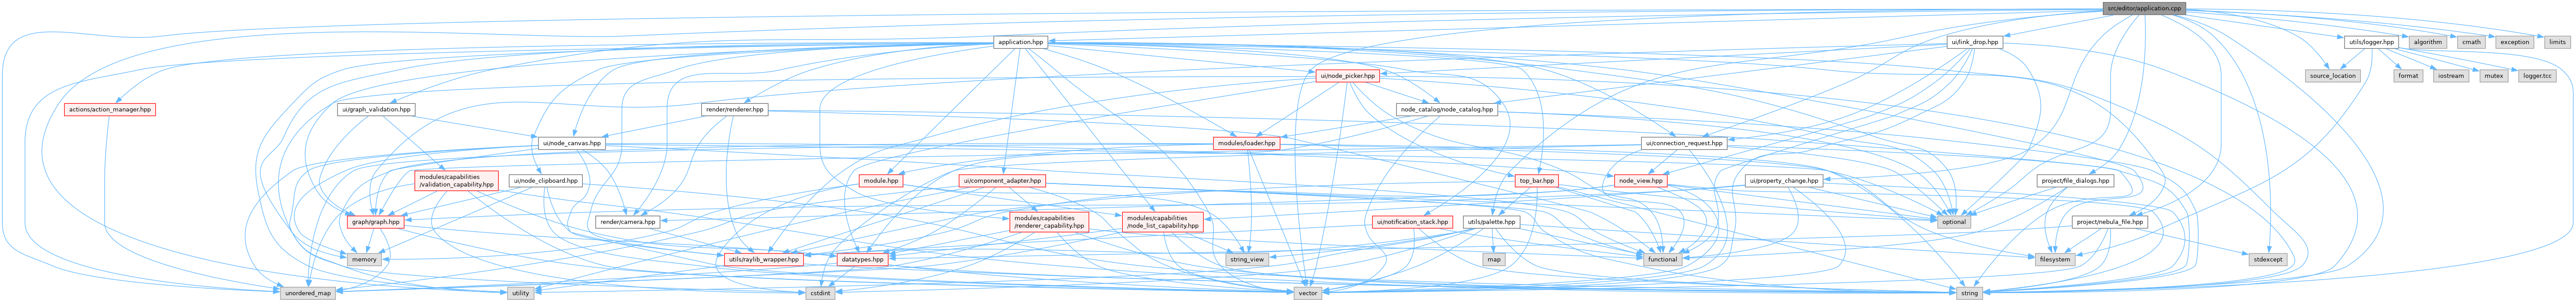 src/editor/application.cpp
application.hpp
ui/link_drop.hpp
utils/logger.hpp
algorithm
cmath
exception
limits
ui/node_picker.hpp
source_location
format
iostream
mutex
logger.tcc
actions/action_manager.hpp
ui/graph_validation.hpp
render/renderer.hpp
node_catalog/node_catalog.hpp
ui/node_canvas.hpp
modules/loader.hpp
ui/connection_request.hpp
modules/capabilities
/validation_capability.hpp
ui/node_clipboard.hpp
module.hpp
ui/component_adapter.hpp
top_bar.hpp
node_view.hpp
ui/property_change.hpp
project/file_dialogs.hpp
graph/graph.hpp
render/camera.hpp
modules/capabilities
/renderer_capability.hpp
modules/capabilities
/node_list_capability.hpp
ui/notification_stack.hpp
utils/palette.hpp
optional
project/nebula_file.hpp
memory
utils/raylib_wrapper.hpp
datatypes.hpp
string_view
map
functional
filesystem
stdexcept
unordered_map
utility
cstdint
vector
string